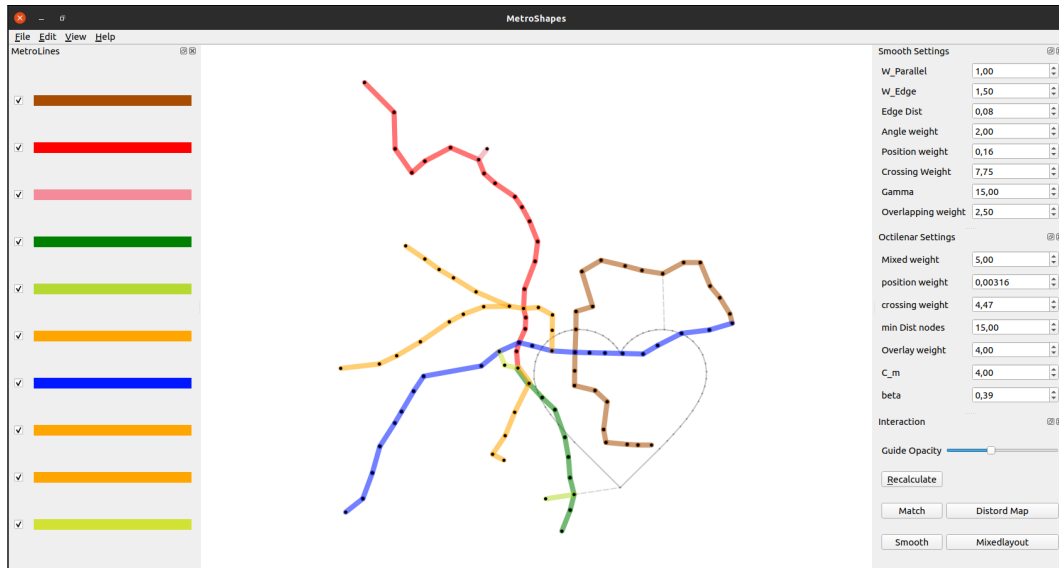 MetroShapes
File Edit View Help
MetroLines
Smooth Settings
W_Parallel 1,00
W_Edge 1,50
Edge Dist 0,08
Angle weight 2,00
Position weight 0,16
Crossing Weight 7,75
Gamma 15,00
Overlapping weight 2,50
Octilenar Settings
Mixed weight 5,00
position weight 0,00316
crossing weight 4,47
min Dist nodes 15,00
Overlay weight 4,00
C_m 4,00
beta 0,39
Interaction
Guide Opacity
Recalculate
Match Distord Map
Smooth Mixedlayout